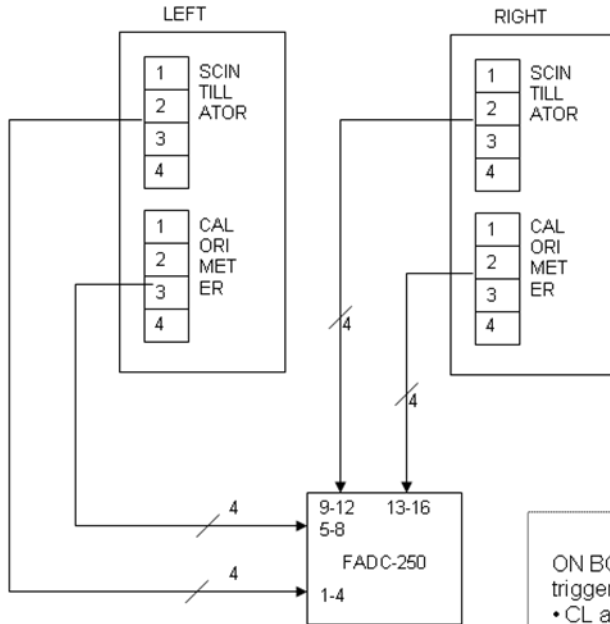 LEFT
RIGHT
1
2
3
4
SCIN
TILL
ATOR
1
2
3
4
CAL
ORI
MET
ER
1
2
3
4
SCIN
TILL
ATOR
1
2
3
4
CAL
ORI
MET
ER
4
4
4
4
9-12 13-16
5-8
FADC-250
1-4
trigger
• CL